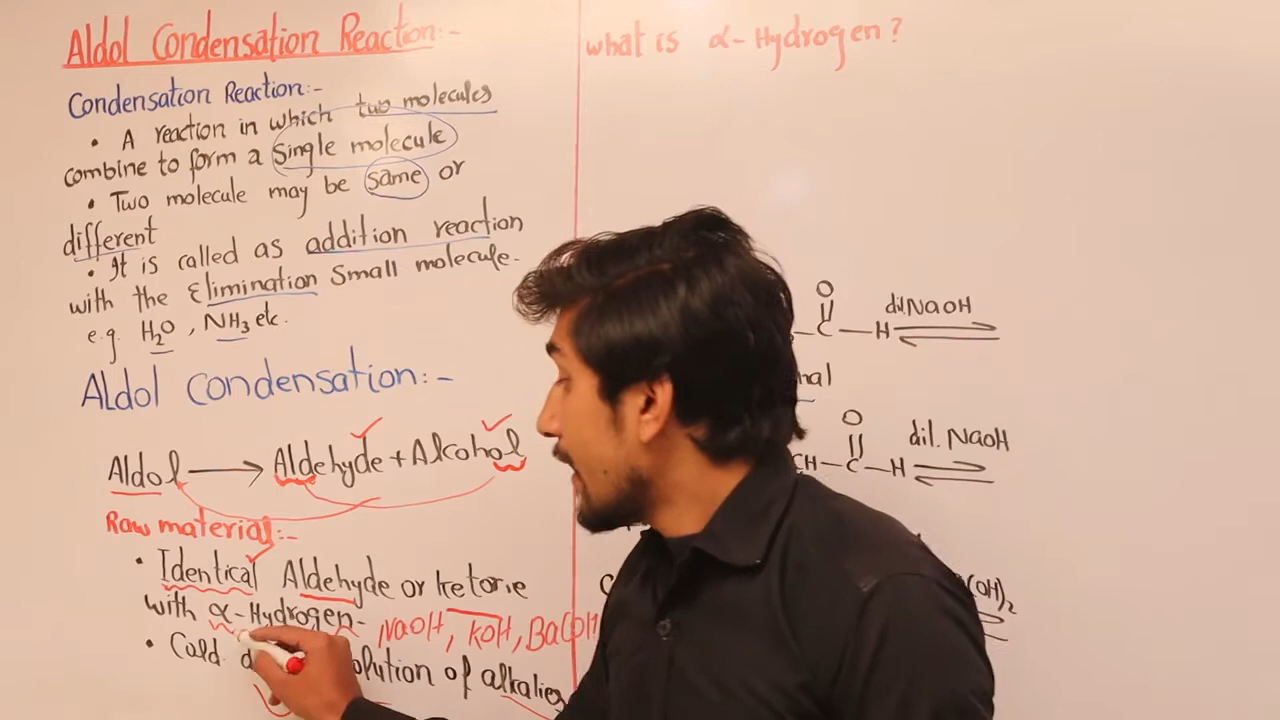 Aldol Condensation Reaction:-
Condensation Reaction:-
• A reaction in which two molecules
combine to form a single molecule
• Two molecule may be same or
different
• It is called as addition reaction
with the Elimination Small molecule.
e.g. H2O, NH3 etc.
Aldol Condensation:-
Aldol → Aldehyde + Alcohol
Raw material:-
• Identical Aldehyde or ketone
with α-Hydrogen-
NaOH, KOH, Ba(OH
• Cold of alkalies
what is α-Hydrogen?
O
C-H dil.NaOH
O
CH-C-H dil. NaOH
(OH)2